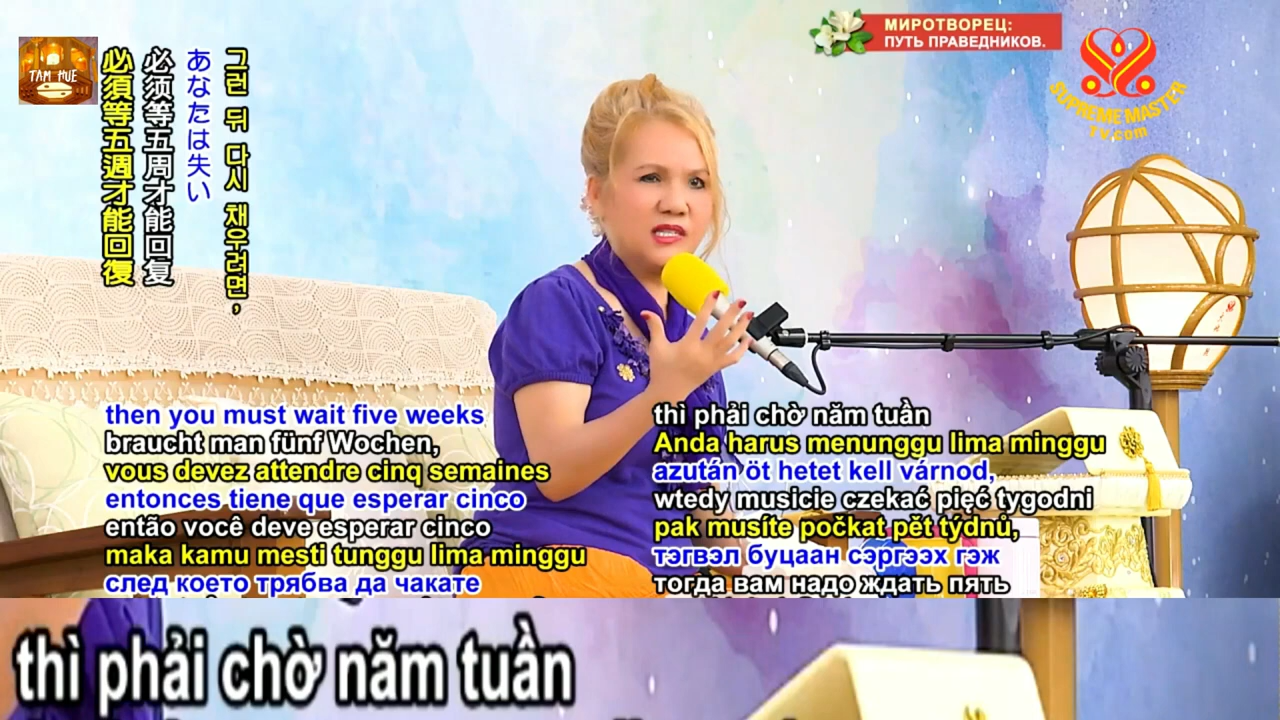 TAM HUE
МИРОТВОРЕЦ:
ПУТЬ ПРАВЕДНИКОВ.
SUPREME MASTER
TV.com
그런 뒤 다시 채우려면,
あなたは失い
必须等五周才能回复
必須等五週才能回復
then you must wait five weeks
braucht man fünf Wochen,
vous devez attendre cinq semaines
entonces tiene que esperar cinco
então você deve esperar cinco
maka kamu mesti tunggu lima minggu
след което трябва да чакате
thì phải chờ năm tuần
Anda harus menunggu lima minggu
azután öt hetet kell várnod,
wtedy musicie czekać pięć tygodni
pak musíte počkat pět týdnů,
тэгвэл буцаан сэргээх гэж
тогда вам надо ждать пять
thì phải chờ năm tuần